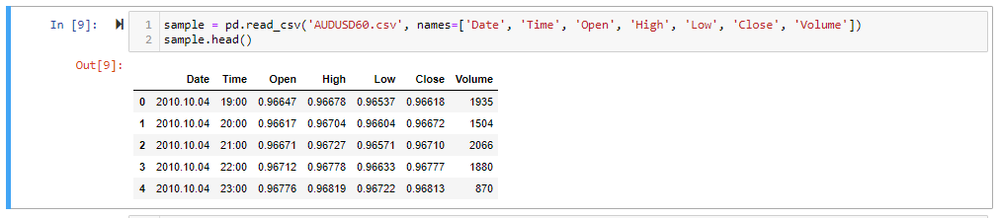 In [9]:
1 sample = pd.read_csv('AUDUSD60.csv', names=['Date', 'Time', 'Open', 'High', 'Low', 'Close', 'Volume'])
2 sample.head()
Out[9]:
Date Time Open High Low Close Volume
0 2010.10.04 19:00 0.96647 0.96678 0.96537 0.96618 1935
1 2010.10.04 20:00 0.96617 0.96704 0.96604 0.96672 1504
2 2010.10.04 21:00 0.96671 0.96727 0.96571 0.96710 2066
3 2010.10.04 22:00 0.96712 0.96778 0.96633 0.96777 1880
4 2010.10.04 23:00 0.96776 0.96819 0.96722 0.96813 870